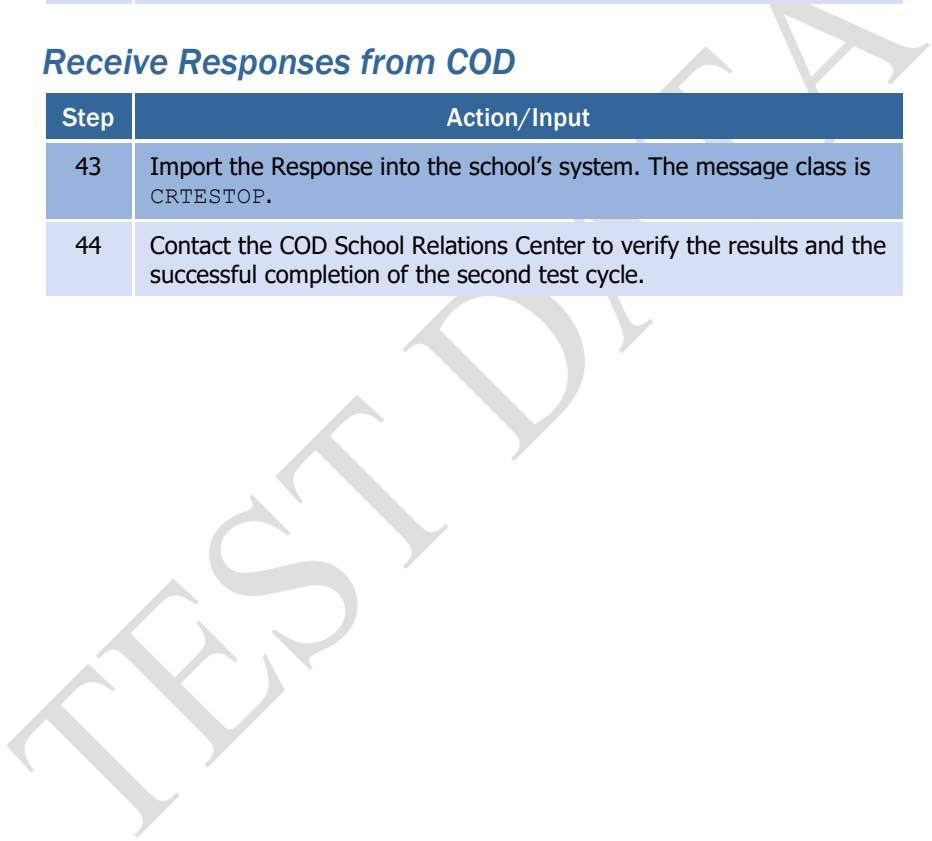 Receive Responses from COD
Step Action/Input
43 Import the Response into the school's system. The message class is
CRTESTOP.
44 Contact the COD School Relations Center to verify the results and the
successful completion of the second test cycle.
TEST DATA